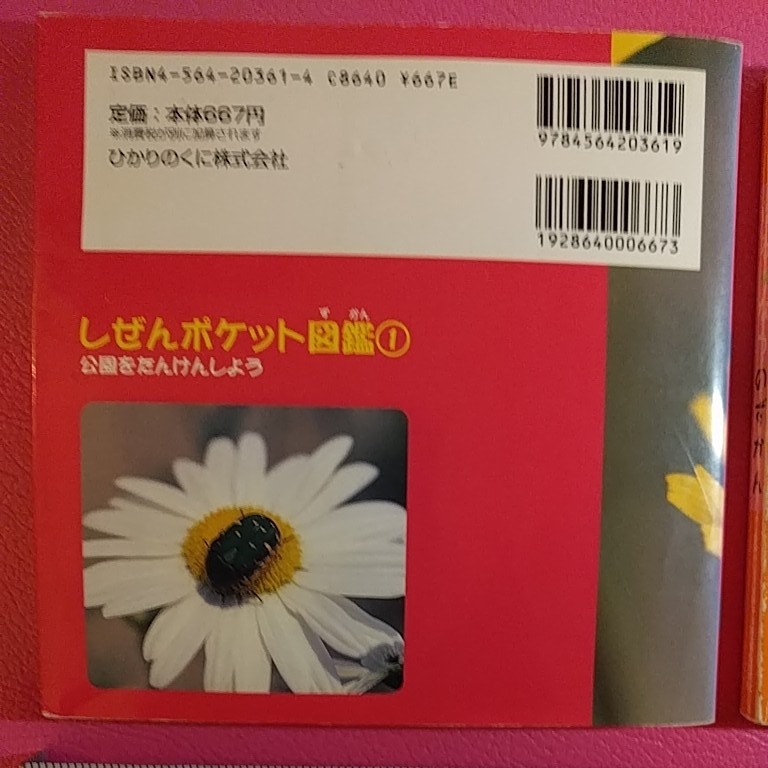 ISBN4-564-20361-4 C8640 ¥667E
定価：本体667円
※消費税が別に加算されます
ひかりのくに株式会社
9784564203619
1928640006673
しぜんポケット図鑑①
ず かん
公園をたんけんしよう